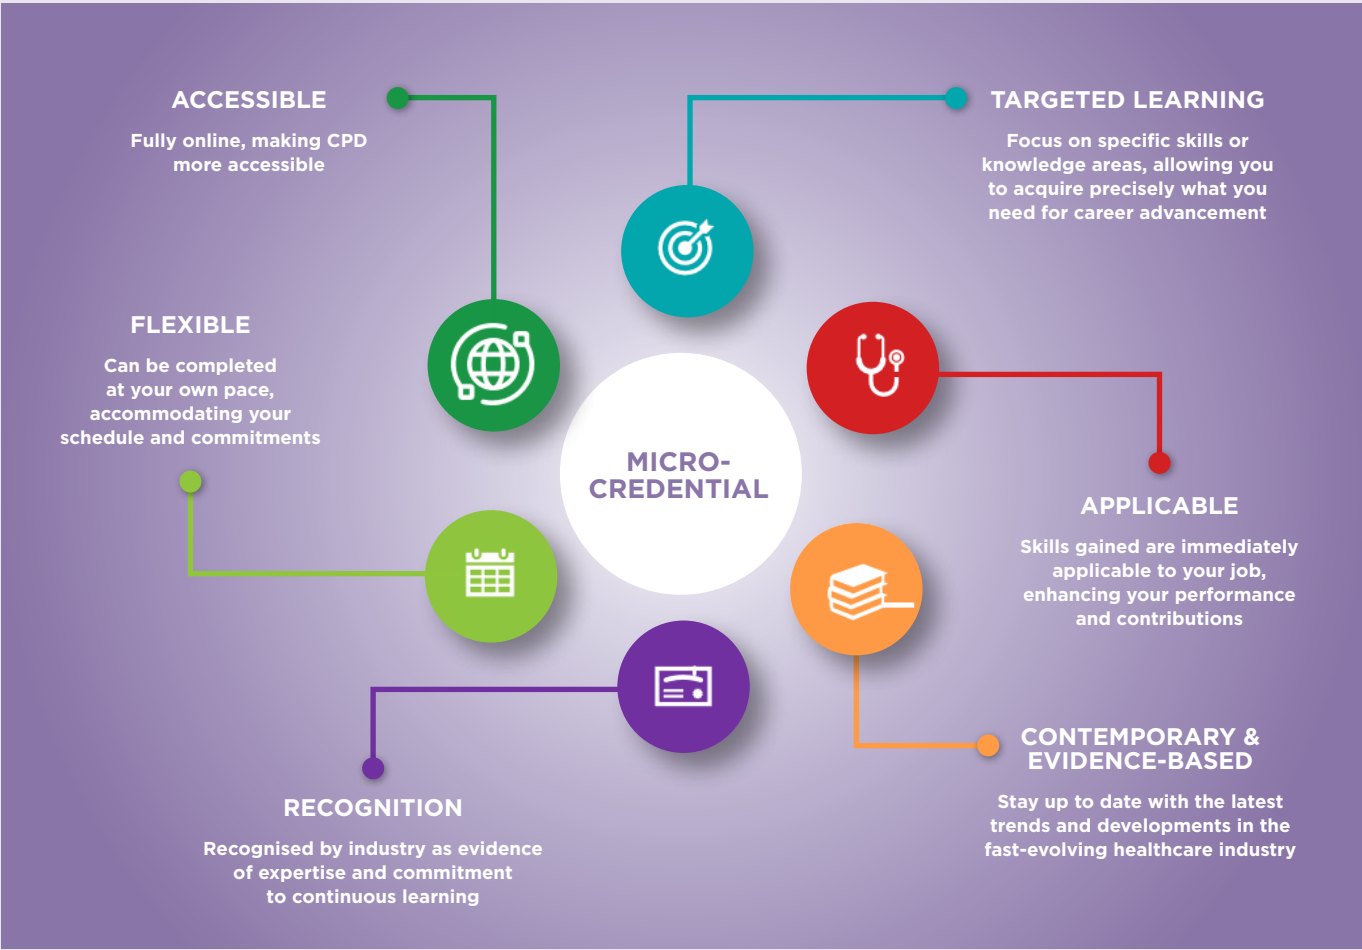 ACCESSIBLE
Fully online, making CPD
more accessible
TARGETED LEARNING
Focus on specific skills or
knowledge areas, allowing you
to acquire precisely what you
need for career advancement
FLEXIBLE
Can be completed
at your own pace,
accommodating your
schedule and commitments
MICRO-
CREDENTIAL
APPLICABLE
Skills gained are immediately
applicable to your job,
enhancing your performance
and contributions
RECOGNITION
Recognised by industry as evidence
of expertise and commitment
to continuous learning
CONTEMPORARY &
EVIDENCE-BASED
Stay up to date with the latest
trends and developments in the
fast-evolving healthcare industry